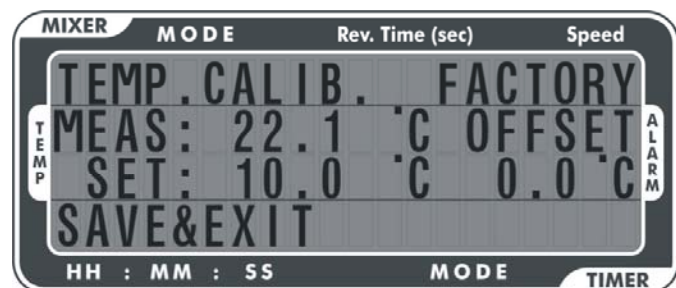 MIXER MODE Rev. Time (sec) Speed
TEMP.CALIB. FACTORY
MEAS: 22.1 °C OFFSET
SET: 10.0 °C 0.0°C
SAVE&EXIT
TEMP
ALARM
HH : MM : SS MODE TIMER